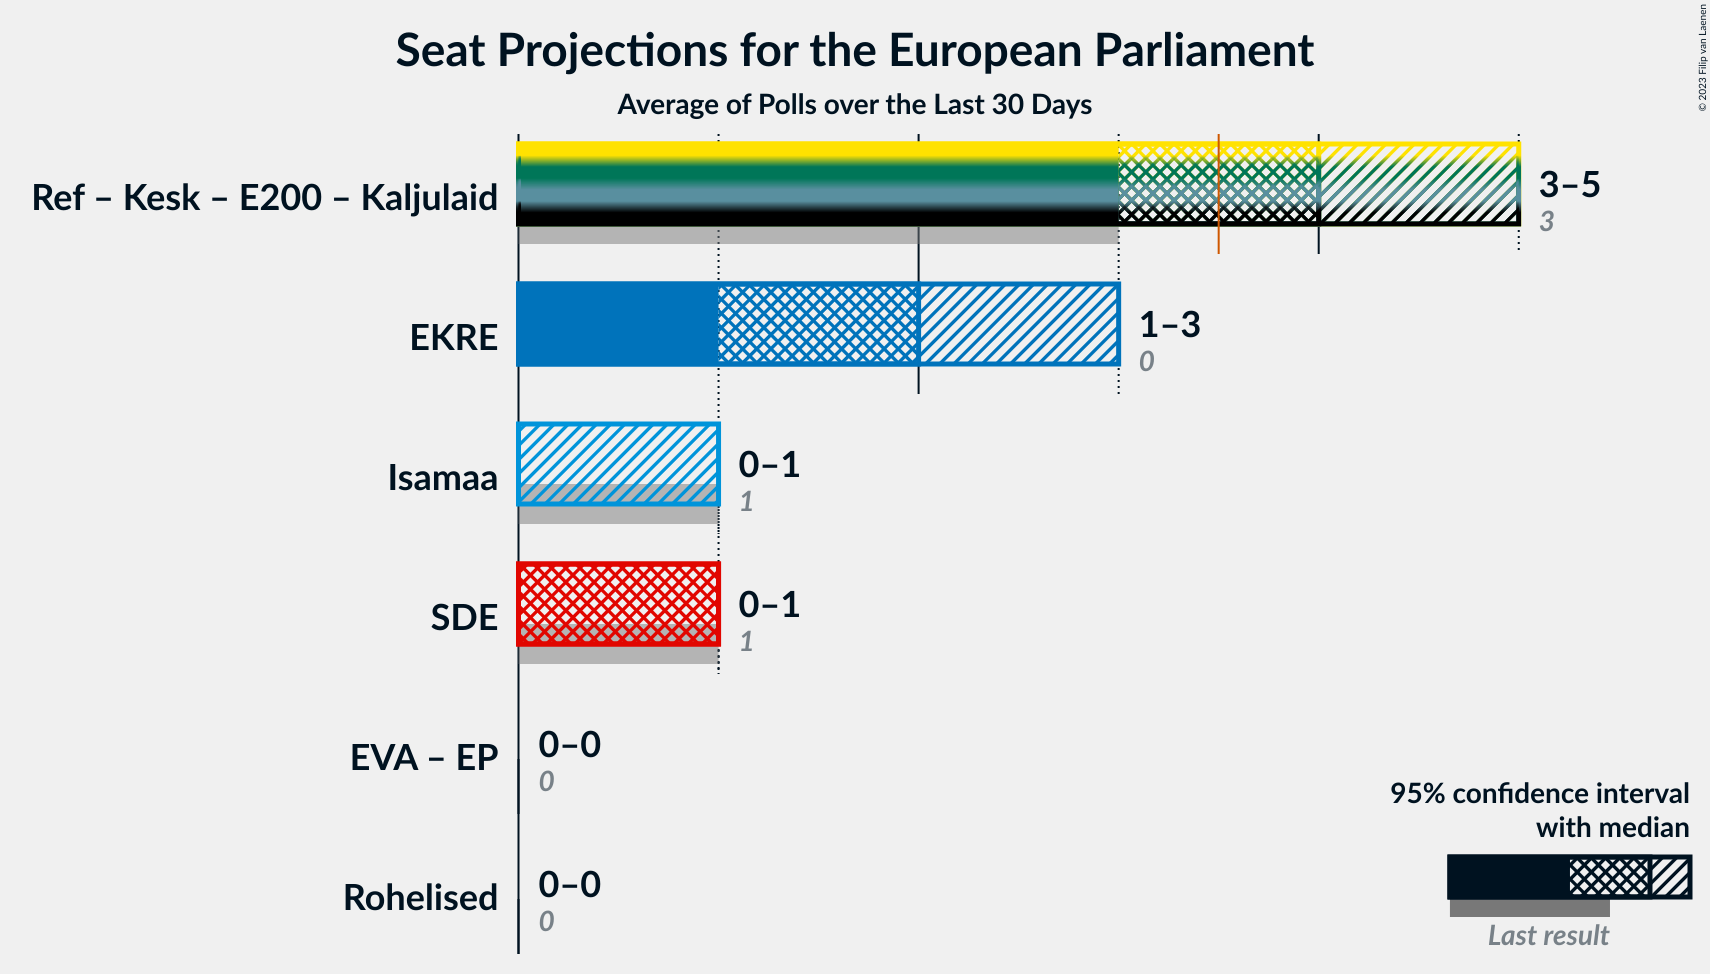 Seat Projections for the European Parliament
Average of Polls over the Last 30 Days
© 2023 Filip van Laenen
Ref – Kesk – E200 – Kaljulaid
3–5
3
EKRE
1–3
0
Isamaa
0–1
1
SDE
0–1
1
EVA – EP
0–0
0
Rohelised
0–0
0
95% confidence interval
with median
Last result